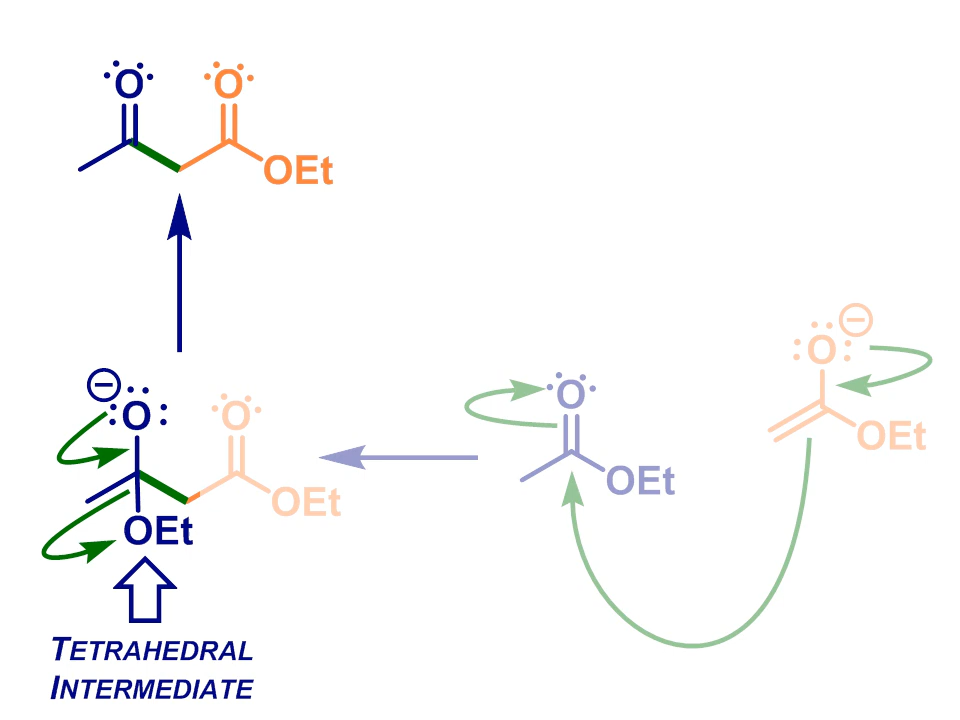 O O
OEt
O
OEt
O
OEt
O
OEt
O
OEt
TETRAHEDRAL
INTERMEDIATE